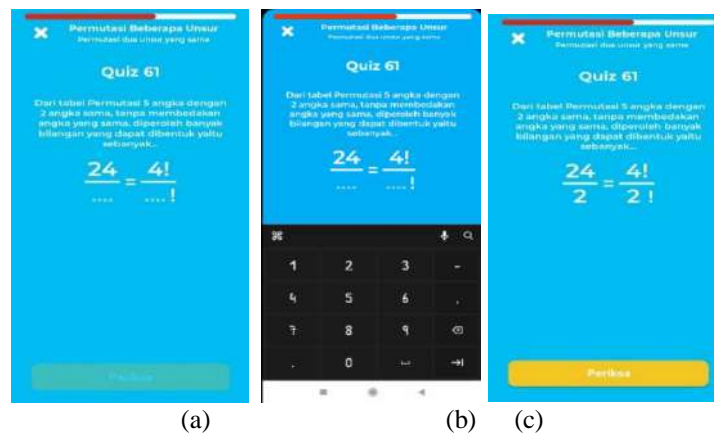 Permutasi Beberapa Unsur
Permutasi dua unsur yang sama
Quiz 61
Dari tabel Permutasi 5 angka dengan
2 angka sama, tanpa membedakan
angka yang sama, diperoleh banyak
bilangan yang dapat dibentuk yaitu
sebanyak...
24/.... = 4!/....!
Periksa
(a)
Permutasi Beberapa Unsur
Permutasi dua unsur yang sama
Quiz 61
Dari tabel Permutasi 5 angka dengan
2 angka sama, tanpa membedakan
angka yang sama, diperoleh banyak
bilangan yang dapat dibentuk yaitu
sebanyak...
24/.... = 4!/....!
1 2 3 -
4 5 6 ,
7 8 9
. 0
(b)
Permutasi Beberapa Unsur
Permutasi dua unsur yang sama
Quiz 61
Dari tabel Permutasi 5 angka dengan
2 angka sama, tanpa membedakan
angka yang sama, diperoleh banyak
bilangan yang dapat dibentuk yaitu
sebanyak...
24/2 = 4!/2 !
Periksa
(c)